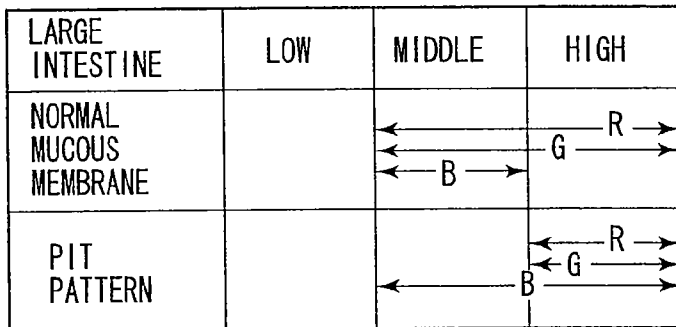 LARGE INTESTINE LOW MIDDLE HIGH
NORMAL MUCOUS MEMBRANE R
G
B
PIT PATTERN R
G
B